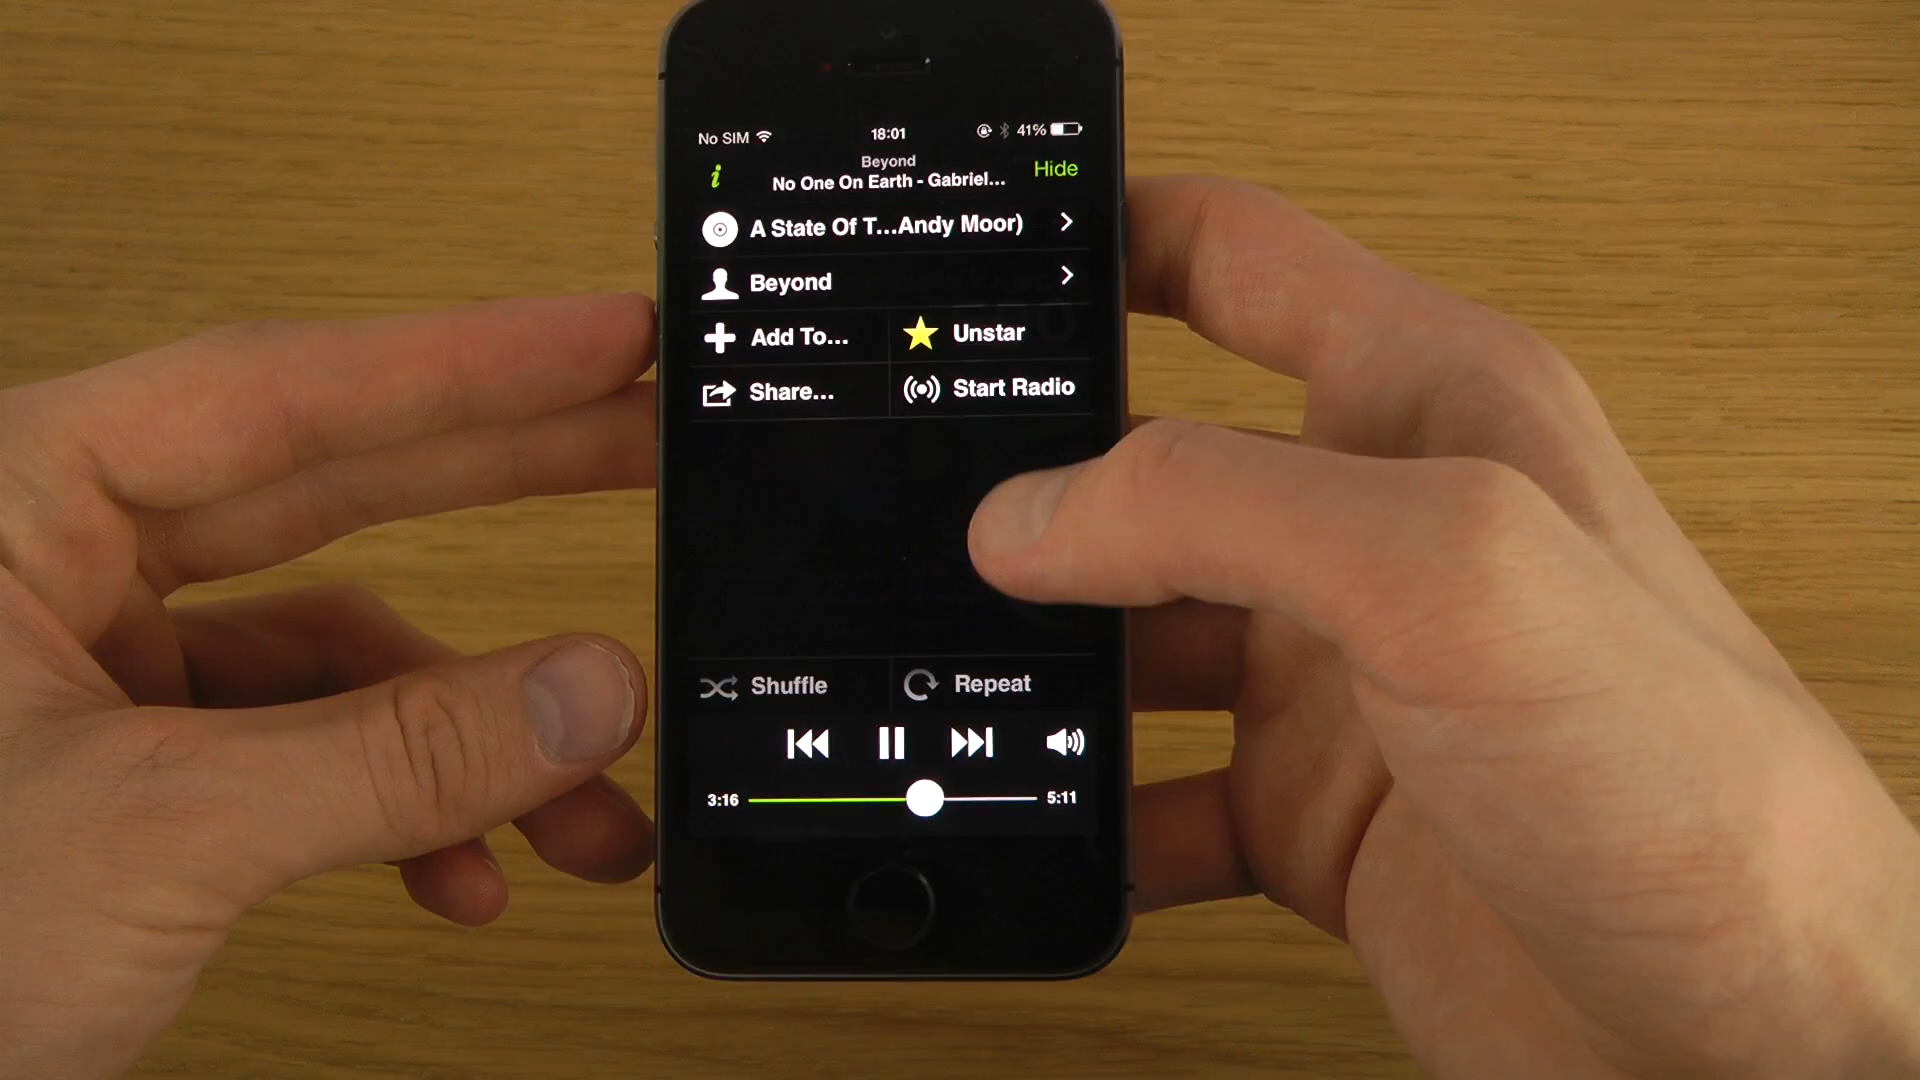 No SIM 18:01 41%
Beyond
i No One On Earth - Gabriel... Hide
A State Of T...Andy Moor)
Beyond
Add To... Unstar
Share... Start Radio
Shuffle Repeat
3:16 5:11